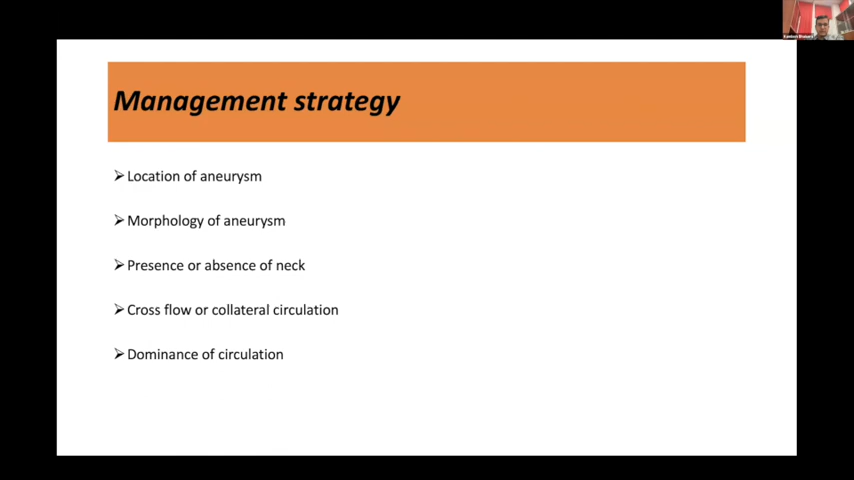 Management strategy
➢Location of aneurysm
➢Morphology of aneurysm
➢Presence or absence of neck
➢Cross flow or collateral circulation
➢Dominance of circulation